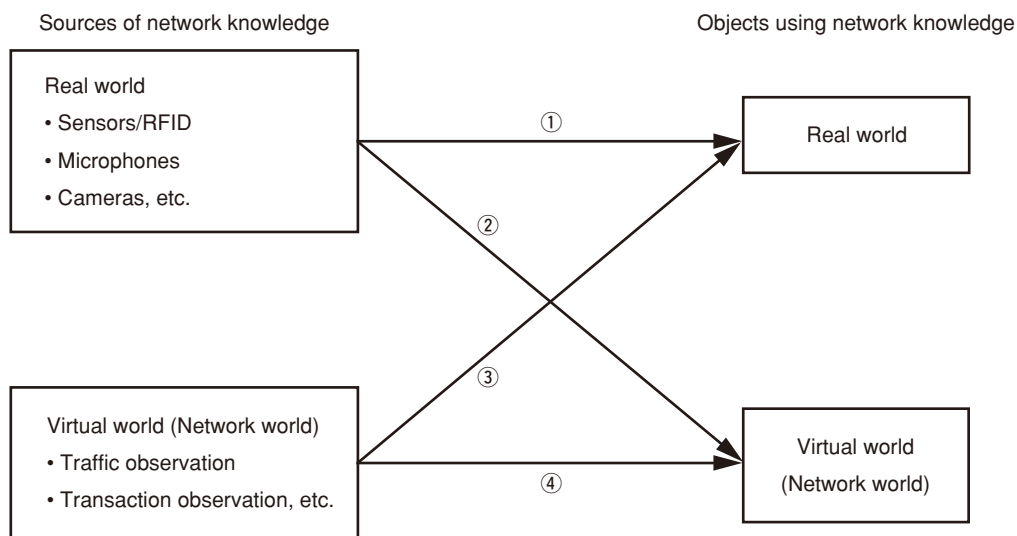 Sources of network knowledge
Objects using network knowledge
Real world
• Sensors/RFID
• Microphones
• Cameras, etc.
①
Real world
②
③
Virtual world (Network world)
• Traffic observation
• Transaction observation, etc.
④
Virtual world
(Network world)